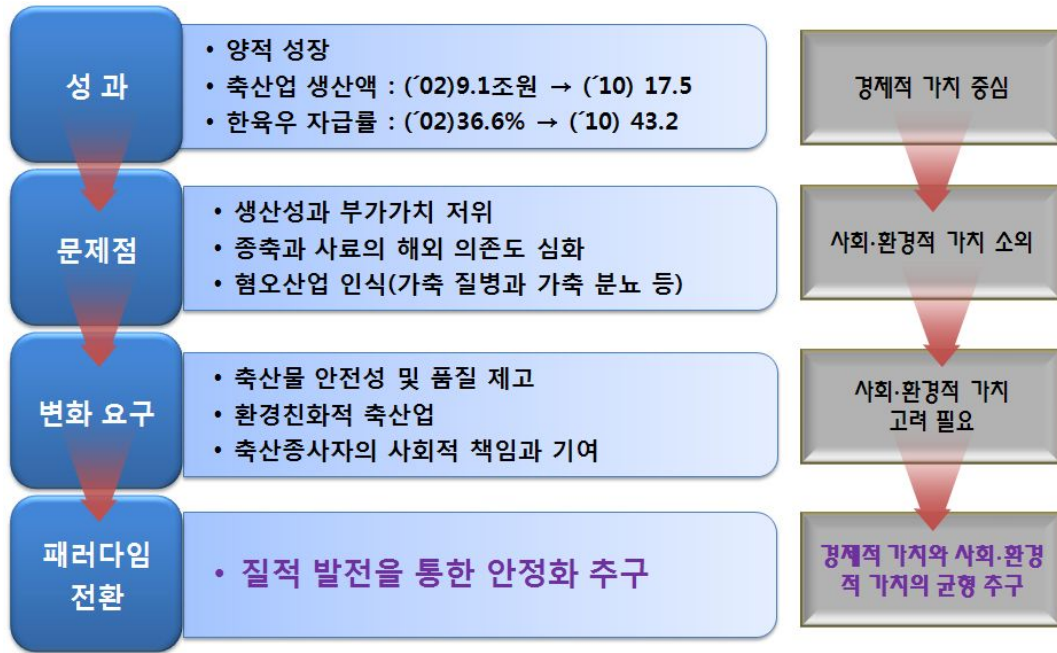 성 과
• 양적 성장
• 축산업 생산액 : (´02)9.1조원 → (´10) 17.5
• 한육우 자급률 : (´02)36.6% → (´10) 43.2
경제적 가치 중심
문제점
• 생산성과 부가가치 저위
• 종축과 사료의 해외 의존도 심화
• 혐오산업 인식(가축 질병과 가축 분뇨 등)
사회·환경적 가치 소외
변화 요구
• 축산물 안전성 및 품질 제고
• 환경친화적 축산업
• 축산종사자의 사회적 책임과 기여
사회·환경적 가치
고려 필요
패러다임
전환
• 질적 발전을 통한 안정화 추구
경제적 가치와 사회·환경
적 가치의 균형 추구